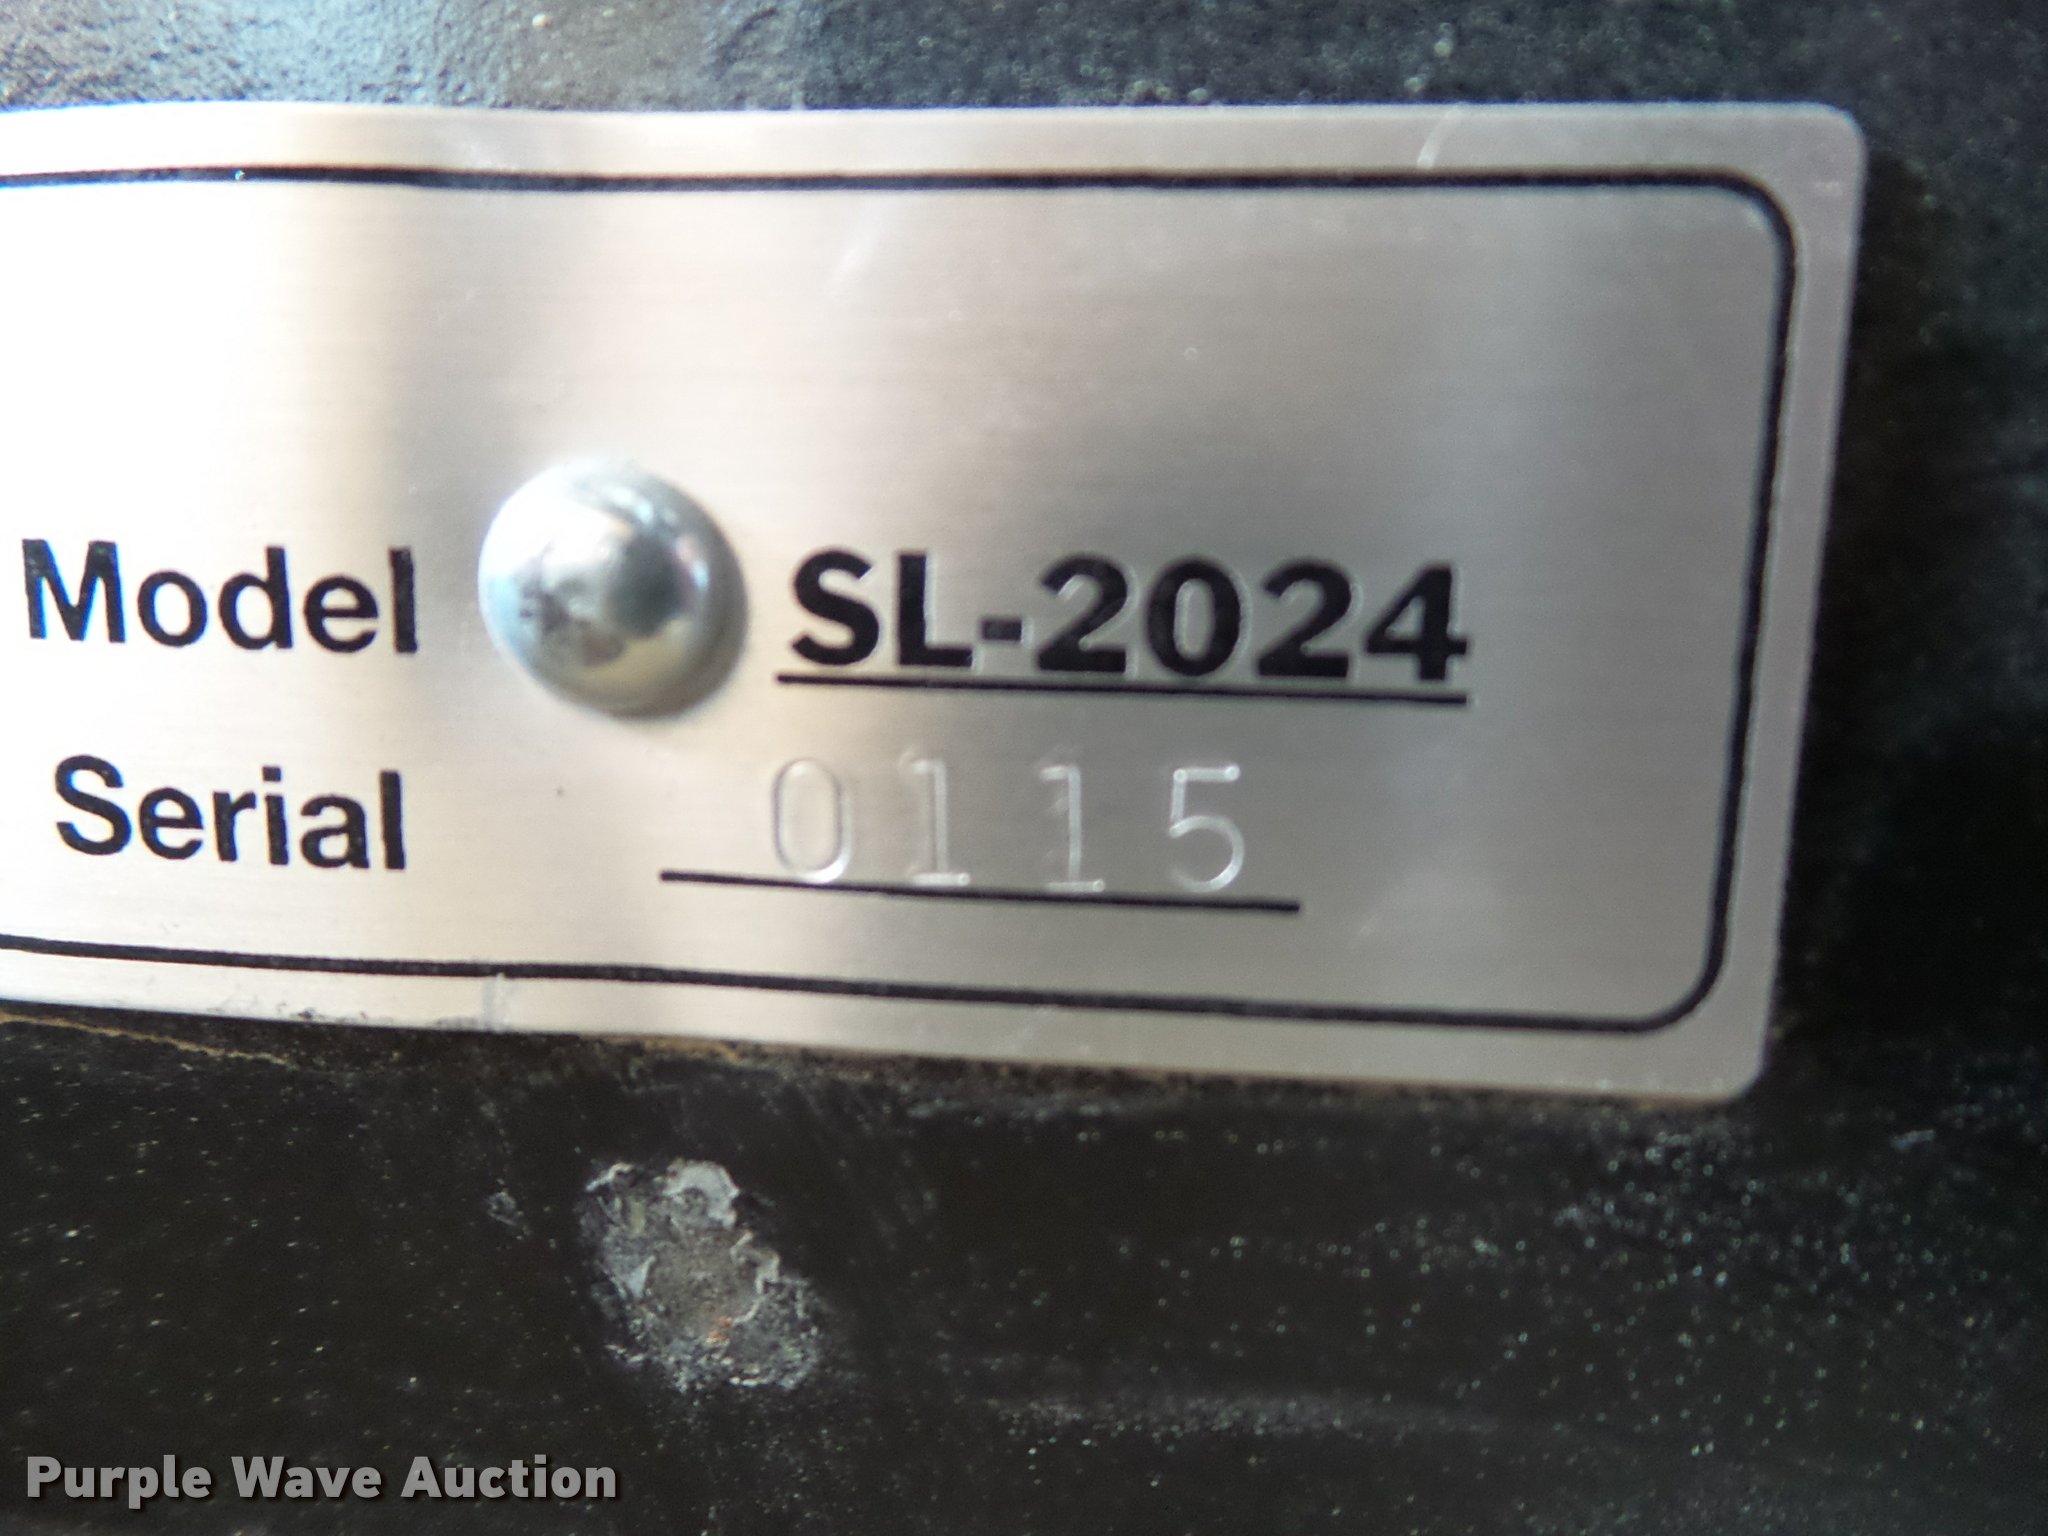 Model SL-2024
Serial 0115
Purple Wave Auction